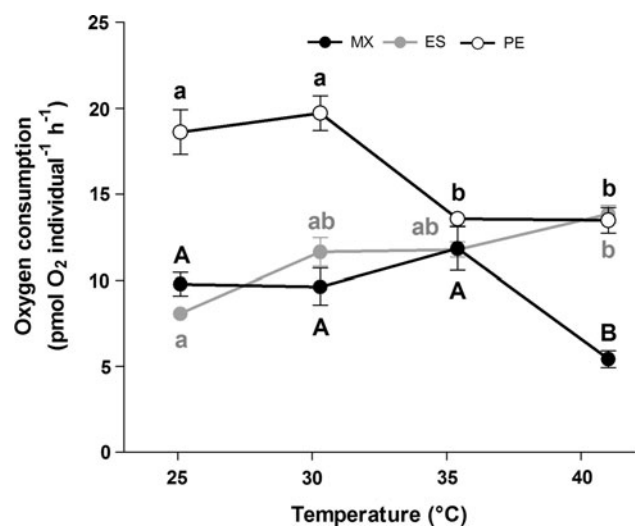 Oxygen consumption
(pmol O₂ individual⁻¹ h⁻¹)
25
20
15
10
5
0
MX ES PE
a
a
b
b
ab
ab
b
a
A
A
A
B
25 30 35 40
Temperature (°C)